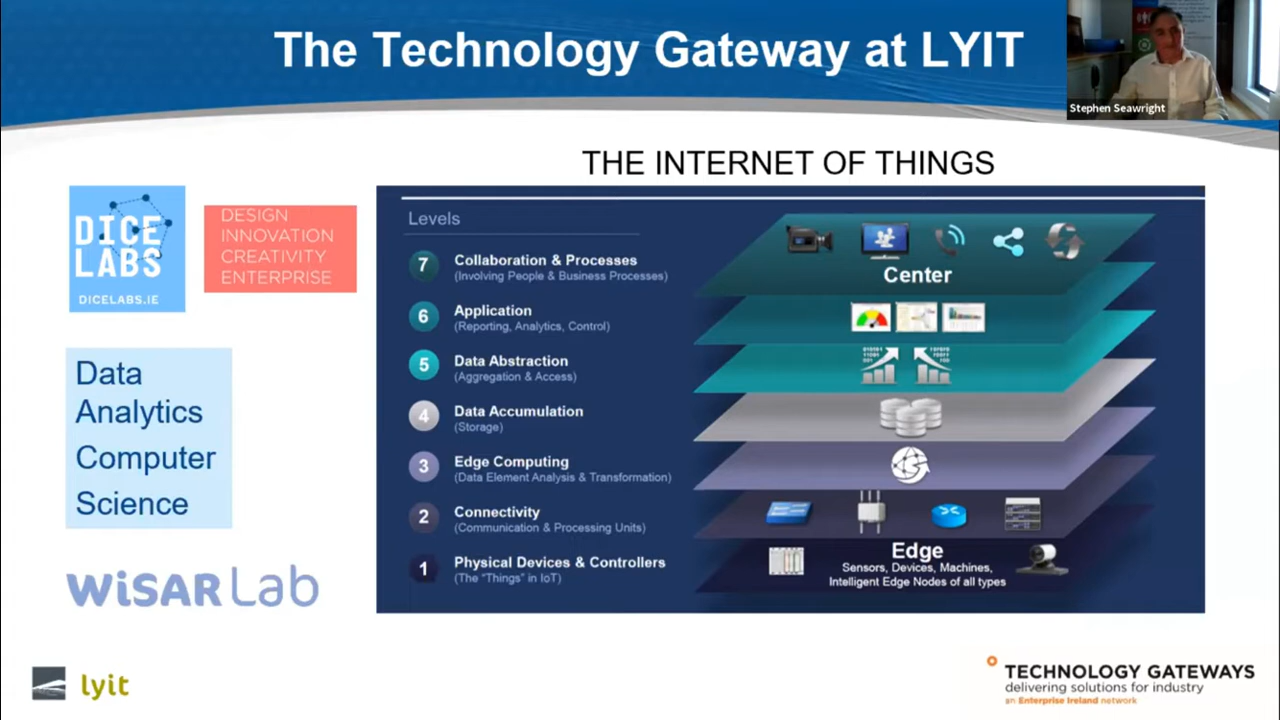 The Technology Gateway at LYIT
Stephen Seawright
THE INTERNET OF THINGS
DICE
LABS
DICELABS.IE
DESIGN
INNOVATION
CREATIVITY
ENTERPRISE
Data
Analytics
Computer
Science
WiSAR Lab
Levels
7
Collaboration & Processes
(Involving People & Business Processes)
6
Application
(Reporting, Analytics, Control)
5
Data Abstraction
(Aggregation & Access)
4
Data Accumulation
(Storage)
3
Edge Computing
(Data Element Analysis & Transformation)
2
Connectivity
(Communication & Processing Units)
1
Physical Devices & Controllers
(The "Things" in IoT)
Center
Edge
Sensors, Devices, Machines,
Intelligent Edge Nodes of all types
lyit
TECHNOLOGY GATEWAYS
delivering solutions for industry
an Enterprise Ireland network